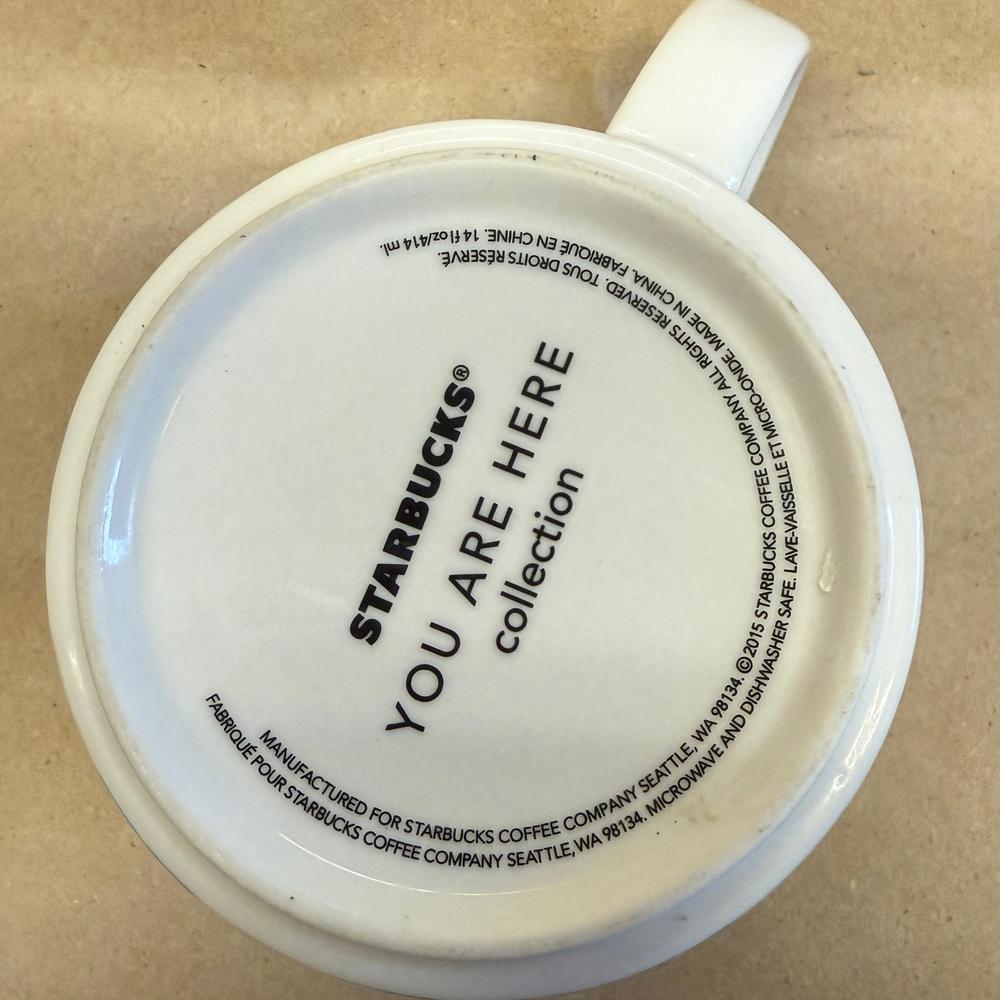 STARBUCKS®
YOU ARE HERE
collection
MANUFACTURED FOR STARBUCKS COFFEE COMPANY SEATTLE, WA 98134. ©2015 STARBUCKS COFFEE COMPANY ALL RIGHTS RESERVED. TOUS DROITS RÉSERVÉ.
FABRIQUÉ POUR STARBUCKS COFFEE COMPANY SEATTLE, WA 98134. MICROWAVE AND DISHWASHER SAFE. LAVE-VAISSELLE ET MICRO-ONDE. MADE IN CHINA. FABRIQUÉ EN CHINE. 14 fl oz/414 ml.